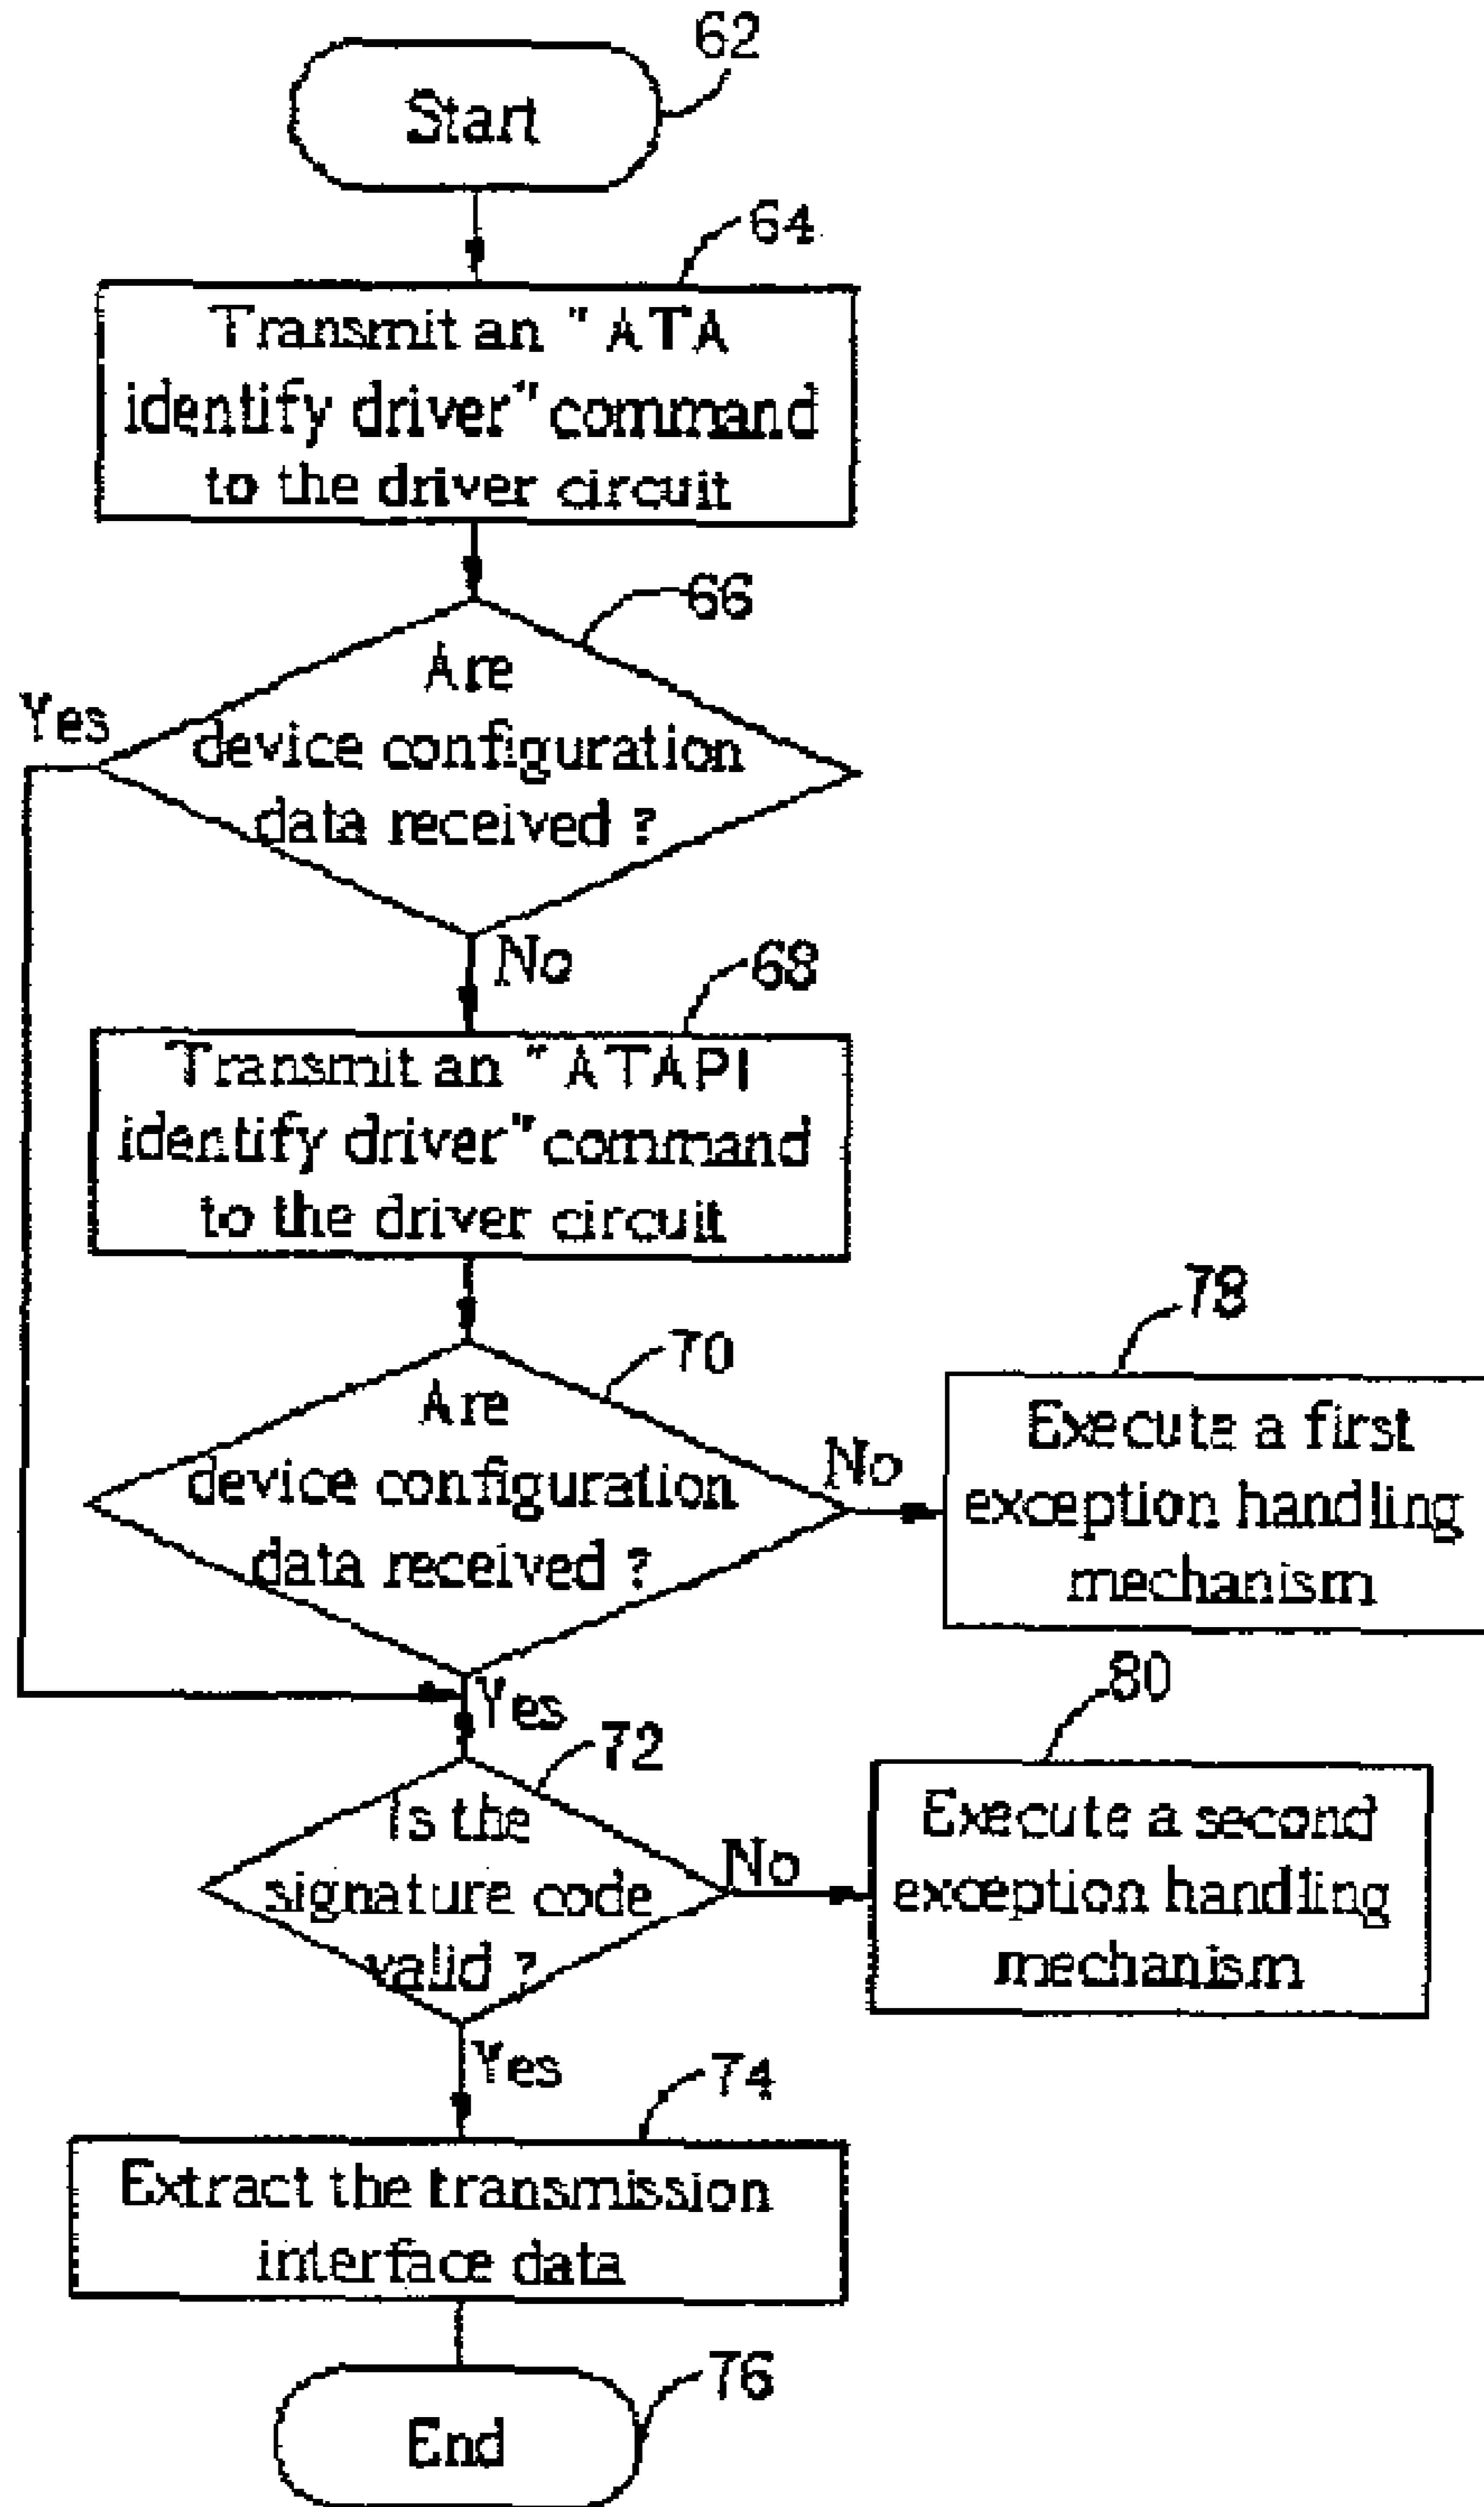 62
Start
64
Transmit an "ATA
identify driver" command
to the driver circuit
66
Are
device configuration
data received ?
Yes
No
68
Transmit an "ATAPI
identify driver" command
to the driver circuit
70
Are
device configuration
data received ?
No
78
Execute a first
exception handling
mechanism
Yes
72
Is the
signature code
valid ?
No
80
Execute a second
exception handling
mechanism
Yes
74
Extract the transmission
interface data
76
End